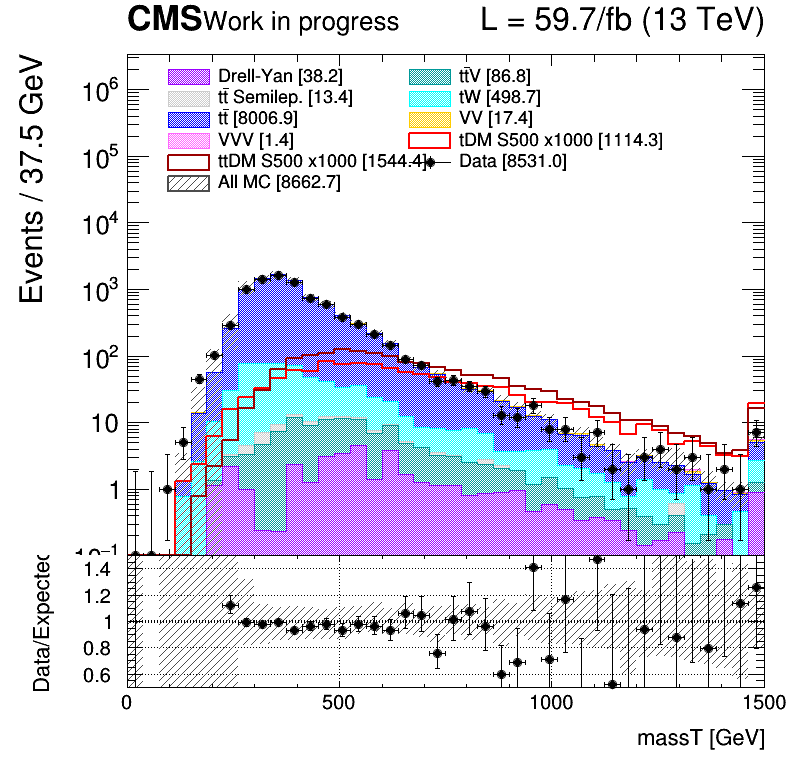 CMS Work in progress L = 59.7/fb (13 TeV)
Events / 37.5 GeV
Drell-Yan [38.2] tt̄V [86.8]
tt̄ Semilep. [13.4] tW [498.7]
tt̄ [8006.9] VV [17.4]
VVV [1.4] tDM S500 x1000 [1114.3]
ttDM S500 x1000 [1544.4] Data [8531.0]
All MC [8662.7]
10⁶
10⁵
10⁴
10³
10²
10
1
10⁻¹
Data/Expected
1.4
1.2
1
0.8
0.6
0 500 1000 1500
massT [GeV]